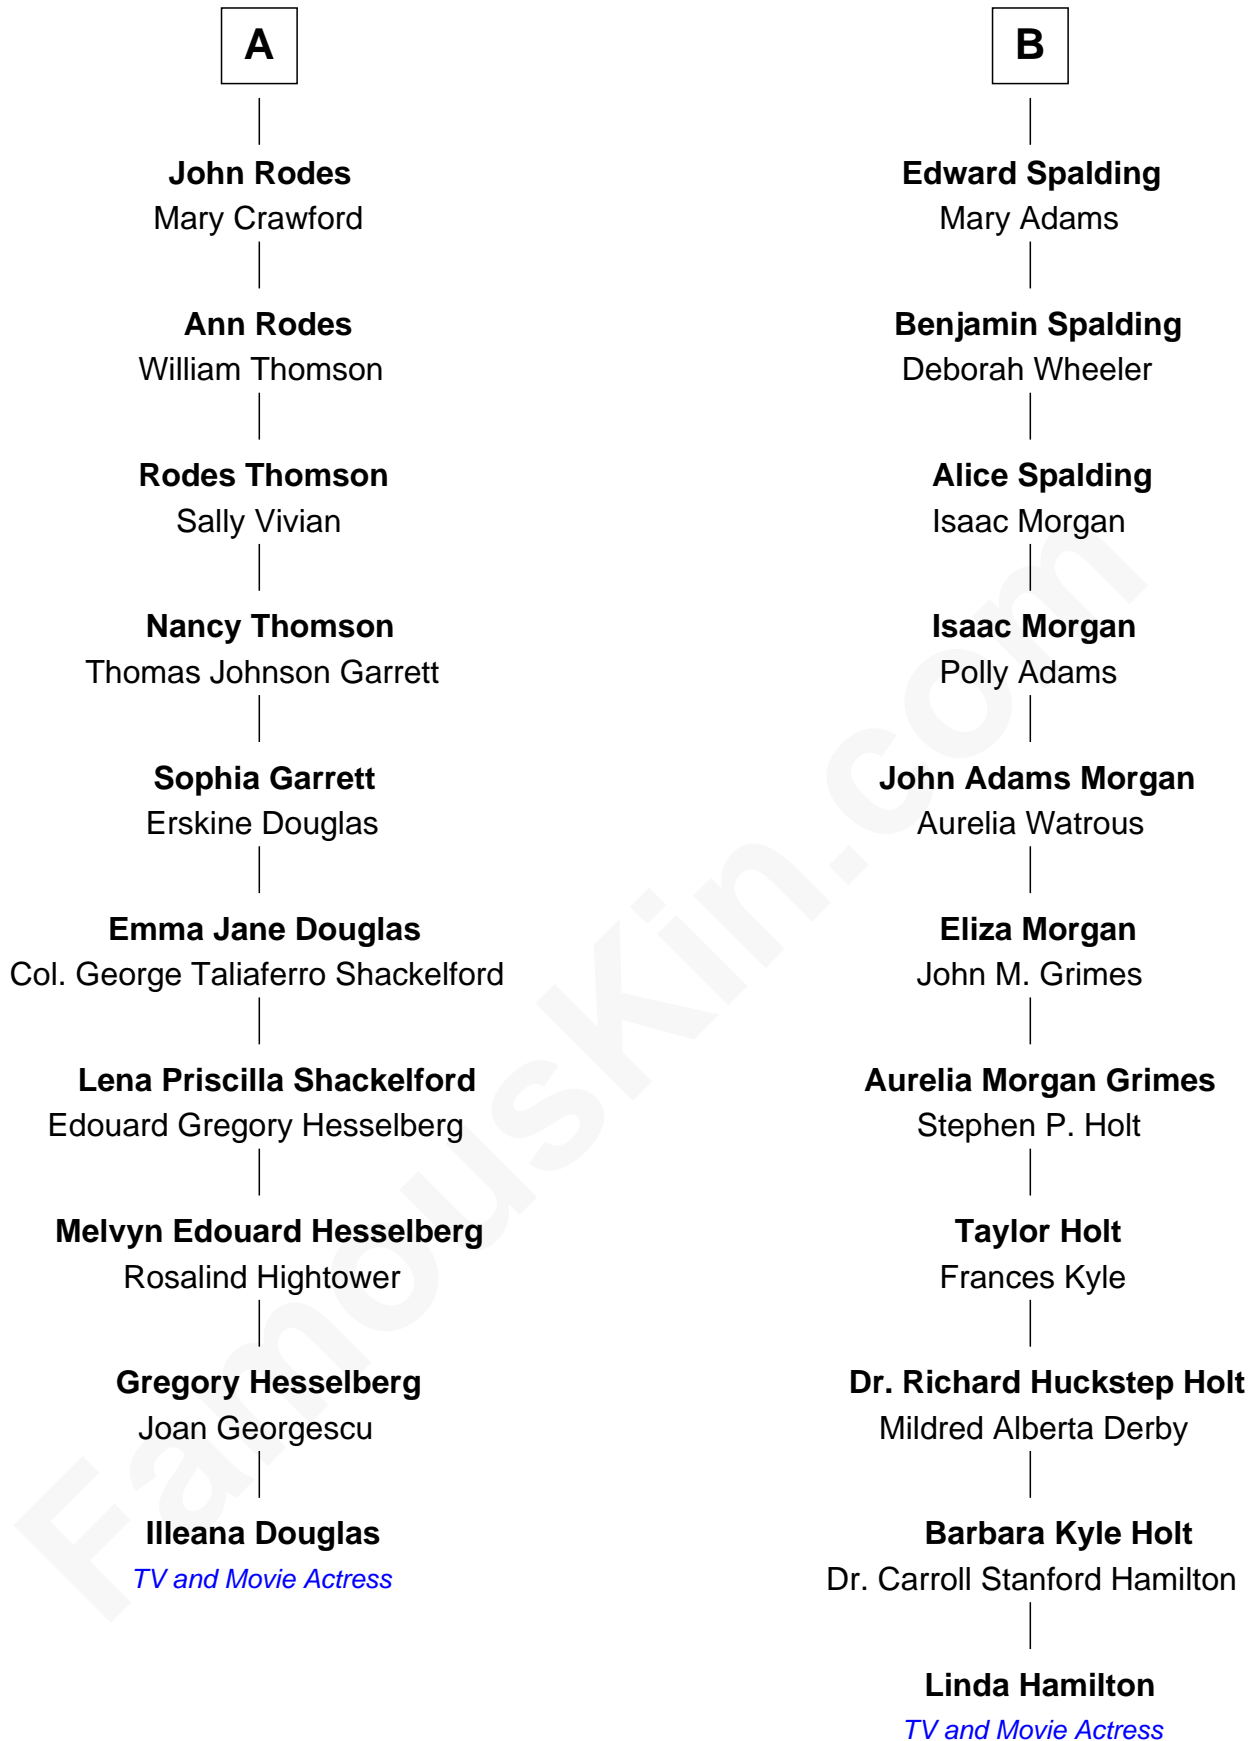 A
John Rodes
Mary Crawford
Ann Rodes
William Thomson
Rodes Thomson
Sally Vivian
Nancy Thomson
Thomas Johnson Garrett
Sophia Garrett
Erskine Douglas
Emma Jane Douglas
Col. George Taliaferro Shackelford
Lena Priscilla Shackelford
Edouard Gregory Hesselberg
Melvyn Edouard Hesselberg
Rosalind Hightower
Gregory Hesselberg
Joan Georgescu
Illeana Douglas
TV and Movie Actress
B
Edward Spalding
Mary Adams
Benjamin Spalding
Deborah Wheeler
Alice Spalding
Isaac Morgan
Isaac Morgan
Polly Adams
John Adams Morgan
Aurelia Watrous
Eliza Morgan
John M. Grimes
Aurelia Morgan Grimes
Stephen P. Holt
Taylor Holt
Frances Kyle
Dr. Richard Huckstep Holt
Mildred Alberta Derby
Barbara Kyle Holt
Dr. Carroll Stanford Hamilton
Linda Hamilton
TV and Movie Actress
FamousKin.com